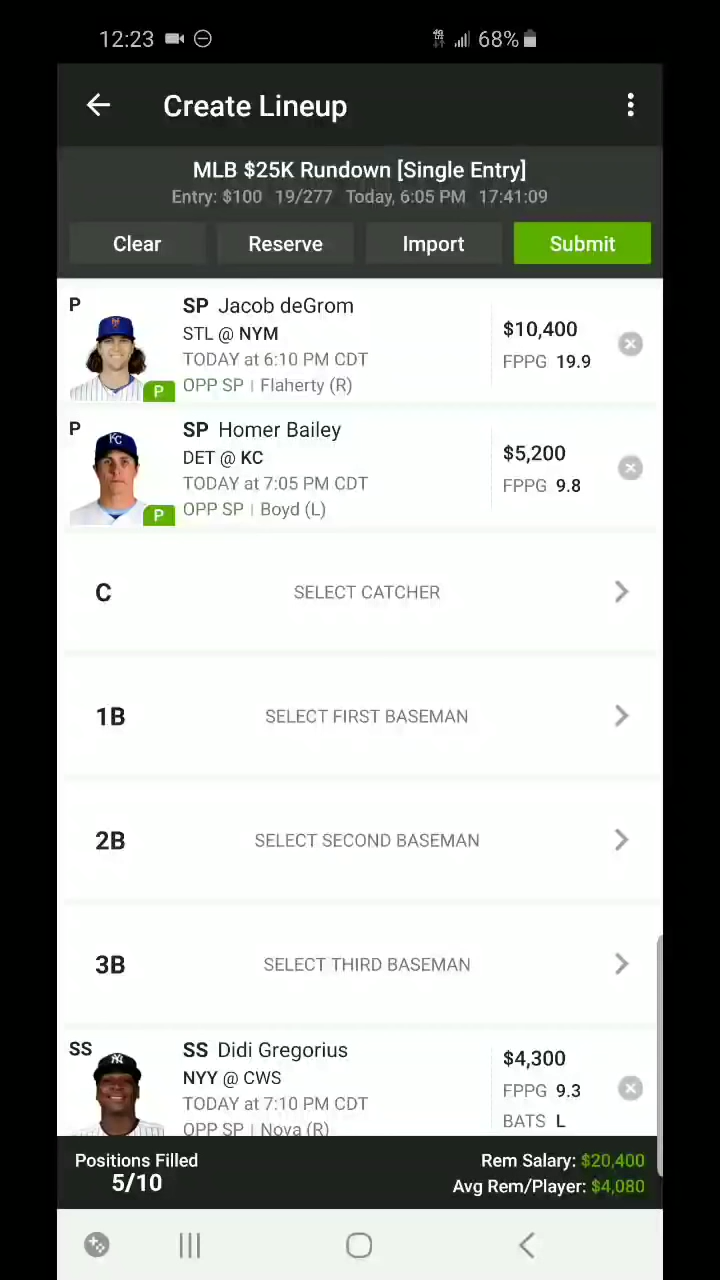 12:23 68%
Create Lineup
MLB $25K Rundown [Single Entry]
Entry: $100 19/277 Today, 6:05 PM 17:41:09
Clear Reserve Import Submit
P SP Jacob deGrom
STL @ NYM $10,400
TODAY at 6:10 PM CDT FPPG 19.9
P OPP SP | Flaherty (R)
P SP Homer Bailey
DET @ KC $5,200
TODAY at 7:05 PM CDT FPPG 9.8
P OPP SP | Boyd (L)
C SELECT CATCHER
1B SELECT FIRST BASEMAN
2B SELECT SECOND BASEMAN
3B SELECT THIRD BASEMAN
SS SS Didi Gregorius
NYY @ CWS $4,300
TODAY at 7:10 PM CDT FPPG 9.3
OPP SP | Nova (R) BATS L
Positions Filled Rem Salary: $20,400
5/10 Avg Rem/Player: $4,080